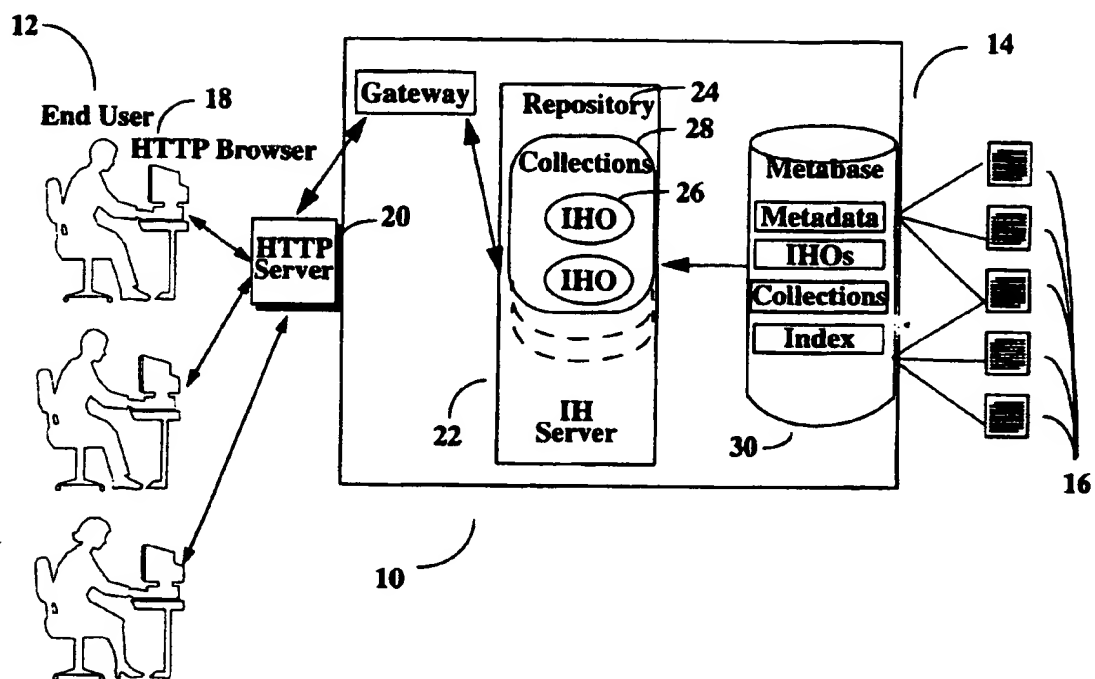 12
14
Gateway
18
24
Repository
End User
HTTP Browser
28
Collections
Metabase
26
IHO
Metadata
20
HTTP
Server
IHOs
IHO
Collections
Index
IH
Server
22
30
16
10